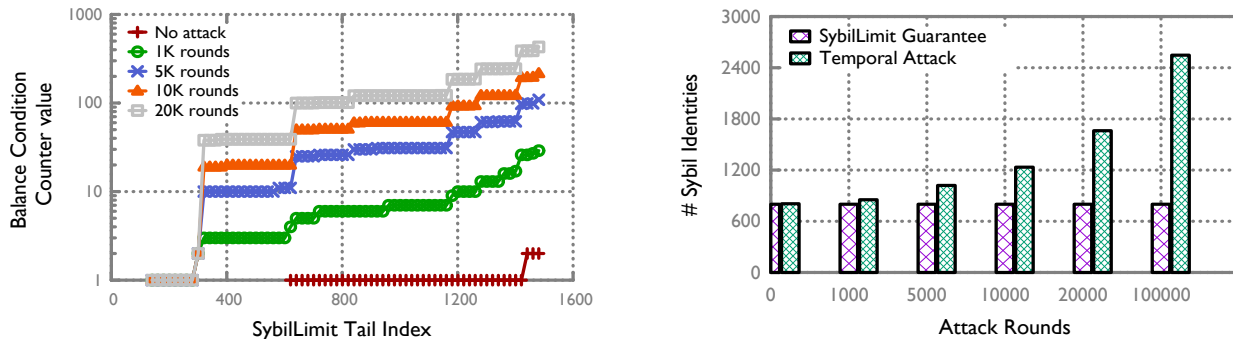 1000
100
10
1
0
400
800
1200
1600
Balance Condition
Counter value
SybilLimit Tail Index
No attack
1K rounds
5K rounds
10K rounds
20K rounds
3000
2400
1800
1200
600
0
0
1000
5000
10000
20000
100000
# Sybil Identities
Attack Rounds
SybilLimit Guarantee
Temporal Attack